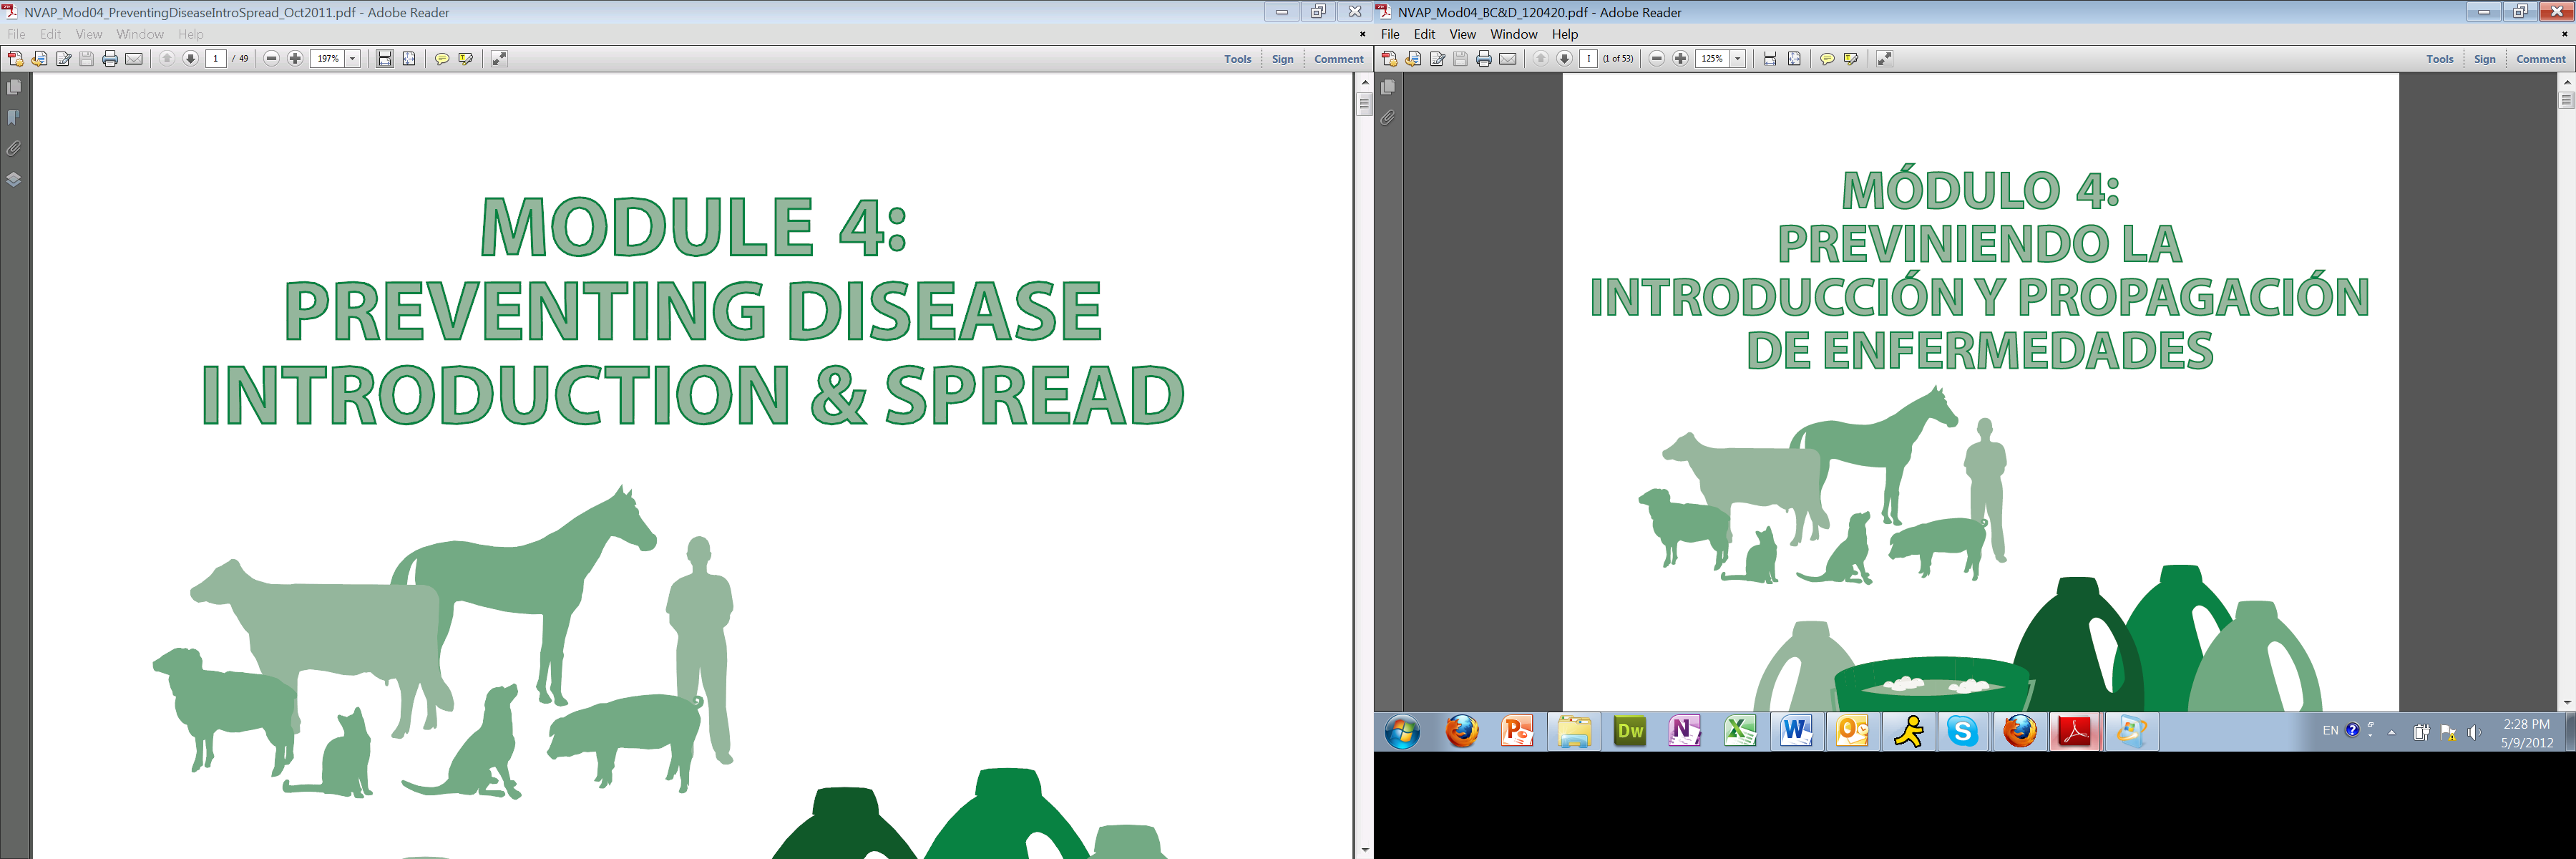 NVAP_Mod04_PreventingDiseaseIntroSpread_Oct2011.pdf - Adobe Reader
File Edit View Window Help
1 / 49 197% Tools Sign Comment
MODULE 4:
PREVENTING DISEASE
INTRODUCTION & SPREAD
NVAP_Mod04_BC&D_120420.pdf - Adobe Reader
File Edit View Window Help
I (1 of 53) 125% Tools Sign Comment
MÓDULO 4:
PREVINIENDO LA
INTRODUCCIÓN Y PROPAGACIÓN
DE ENFERMEDADES
Dw
EN 2:28 PM
5/9/2012